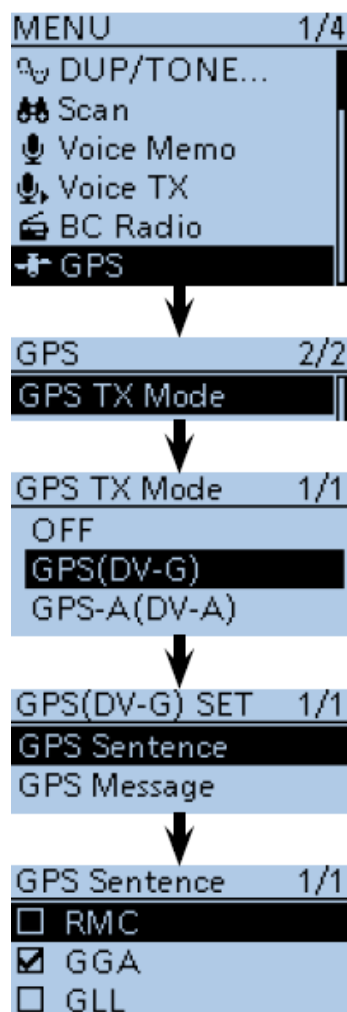 MENU 1/4
DUP/TONE...
Scan
Voice Memo
Voice TX
BC Radio
GPS
GPS 2/2
GPS TX Mode
GPS TX Mode 1/1
OFF
GPS(DV-G)
GPS-A(DV-A)
GPS(DV-G) SET 1/1
GPS Sentence
GPS Message
GPS Sentence 1/1
RMC
GGA
GLL